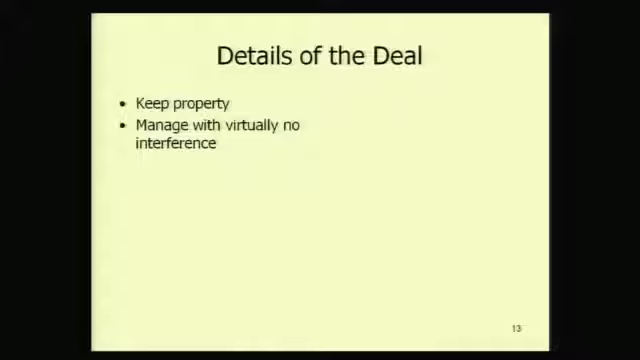 Details of the Deal
• Keep property
• Manage with virtually no
interference
13